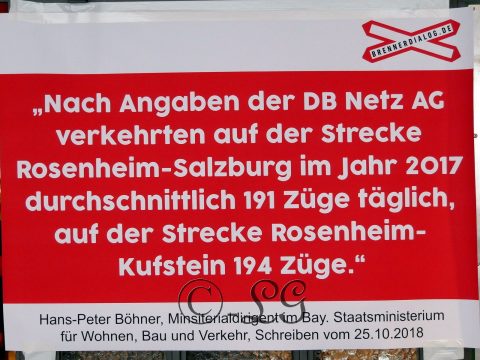 BRENNERDIALOG.DE
„Nach Angaben der DB Netz AG
verkehrten auf der Strecke
Rosenheim-Salzburg im Jahr 2017
durchschnittlich 191 Züge täglich,
auf der Strecke Rosenheim-
Kufstein 194 Züge.“
© SG
Hans-Peter Böhner, Minsiterialdirigent im Bay. Staatsministerium
für Wohnen, Bau und Verkehr, Schreiben vom 25.10.2018